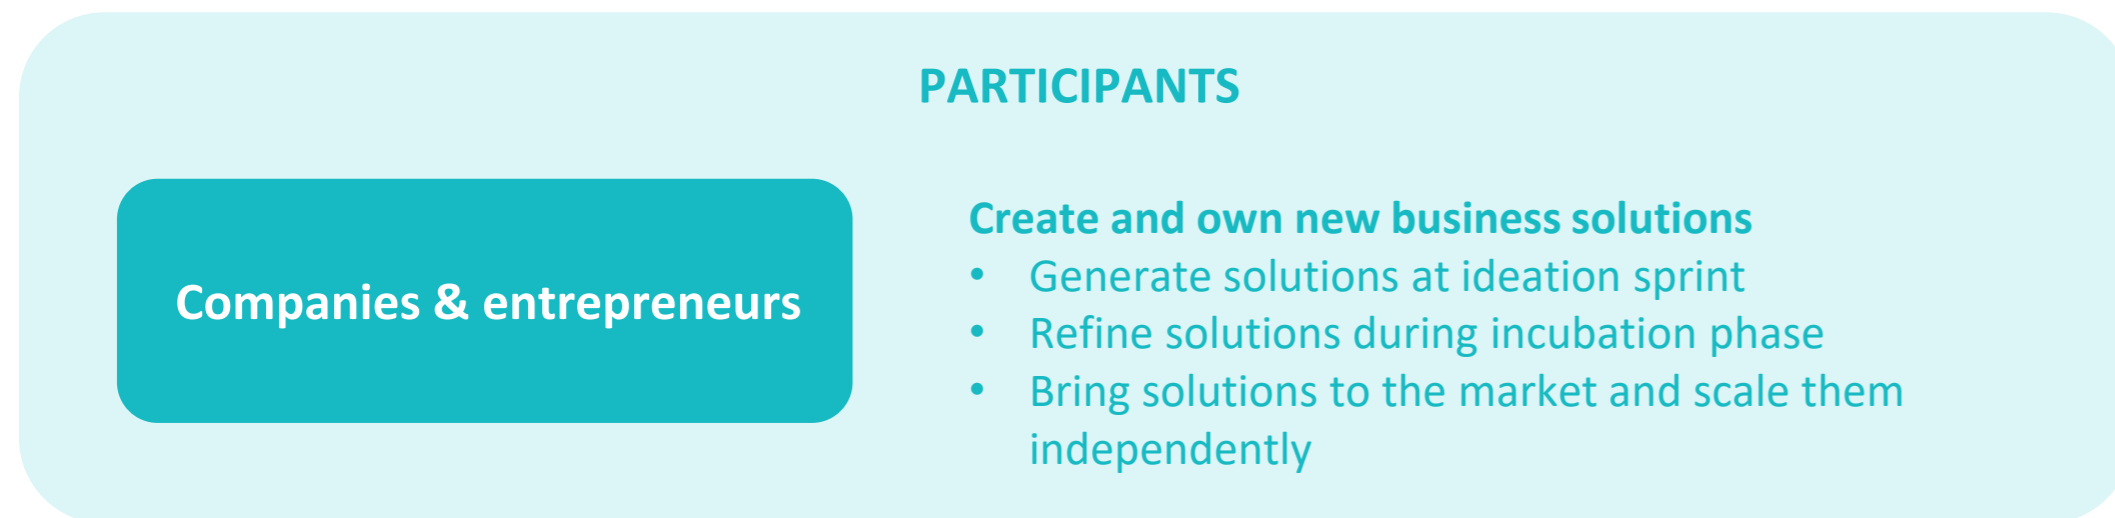 PARTICIPANTS
Companies & entrepreneurs
Create and own new business solutions
• Generate solutions at ideation sprint
• Refine solutions during incubation phase
• Bring solutions to the market and scale them
independently